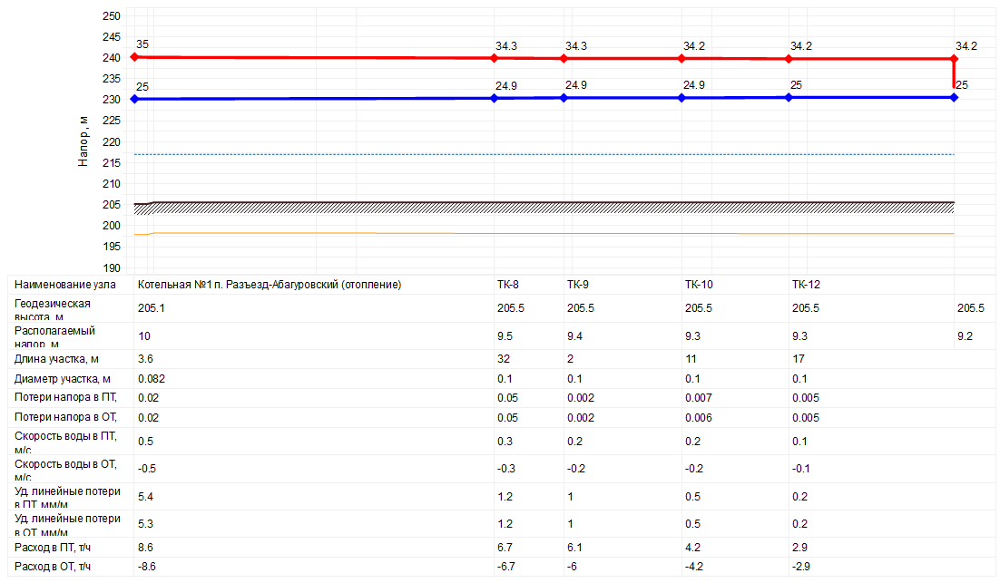 250
245
240
235
230
225
220
215
210
205
200
195
190
Напор, м
35 34.3 34.3 34.2 34.2 34.2
25 24.9 24.9 24.9 25 25
Наименование узла Котельная №1 п. Разъезд-Абагуровский (отопление) ТК-8 ТК-9 ТК-10 ТК-12
Геодезическая
высота, м 205.1 205.5 205.5 205.5 205.5 205.5
Располагаемый
напор, м 10 9.5 9.4 9.3 9.3 9.2
Длина участка, м 3.6 32 2 11 17
Диаметр участка, м 0.082 0.1 0.1 0.1 0.1
Потери напора в ПТ, 0.02 0.05 0.002 0.007 0.005
Потери напора в ОТ, 0.02 0.05 0.002 0.006 0.005
Скорость воды в ПТ,
м/с 0.5 0.3 0.2 0.2 0.1
Скорость воды в ОТ,
м/с -0.5 -0.3 -0.2 -0.2 -0.1
Уд. линейные потери
в ПТ, мм/м 5.4 1.2 1 0.5 0.2
Уд. линейные потери
в ОТ, мм/м 5.3 1.2 1 0.5 0.2
Расход в ПТ, т/ч 8.6 6.7 6.1 4.2 2.9
Расход в ОТ, т/ч -8.6 -6.7 -6 -4.2 -2.9